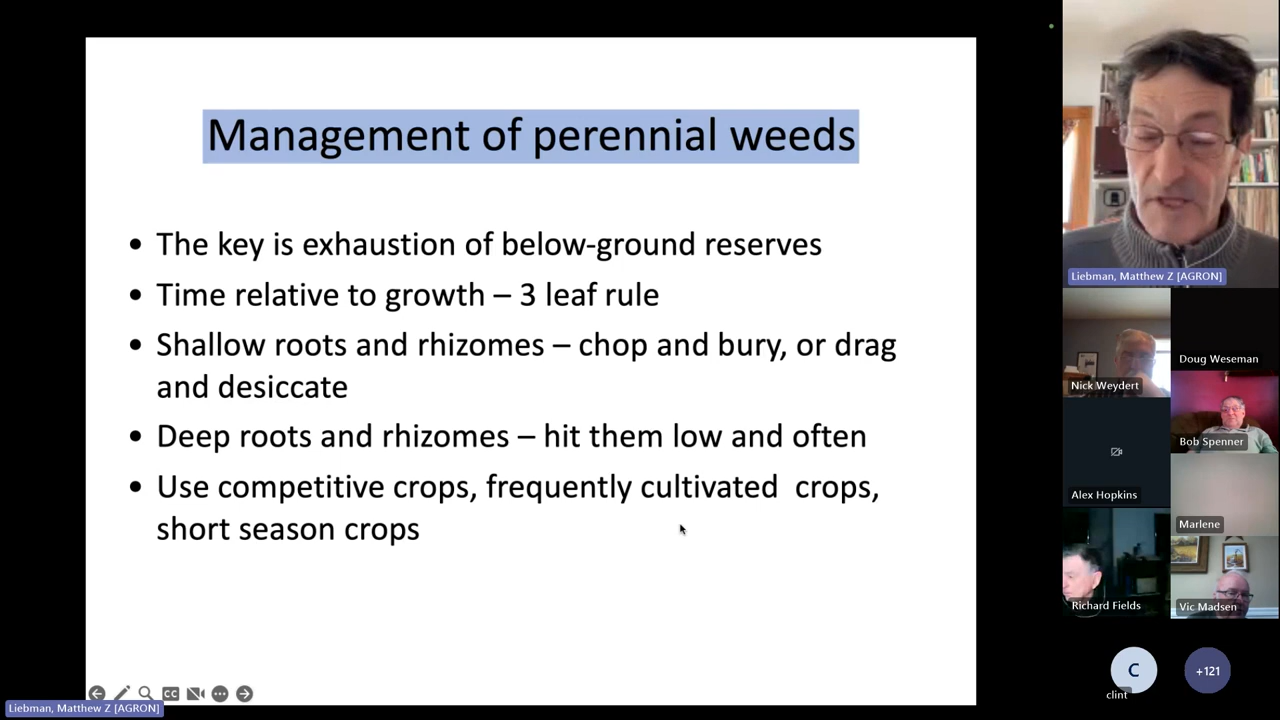 Management of perennial weeds
• The key is exhaustion of below-ground reserves
• Time relative to growth – 3 leaf rule
• Shallow roots and rhizomes – chop and bury, or drag
and desiccate
• Deep roots and rhizomes – hit them low and often
• Use competitive crops, frequently cultivated  crops,
short season crops
CC
Liebman, Matthew Z [AGRON]
Liebman, Matthew Z [AGRON]
Nick Weydert
Doug Weseman
Bob Spenner
Alex Hopkins
Marlene
Richard Fields
Vic Madsen
C
clint
+121